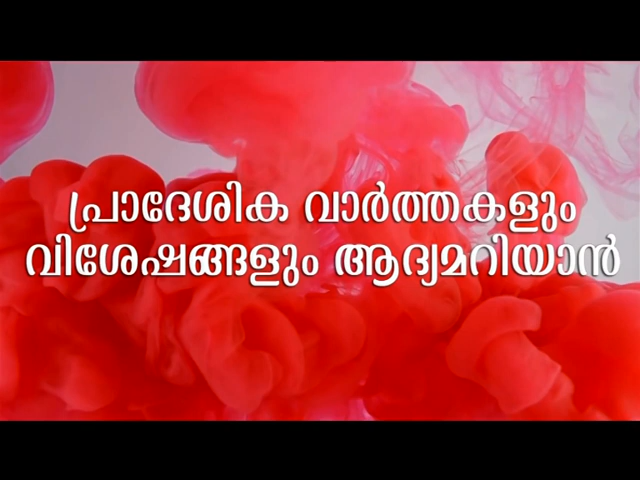 പ്രാദേശിക വാർത്തകളും
വിശേഷങ്ങളും ആദ്യമറിയാൻ